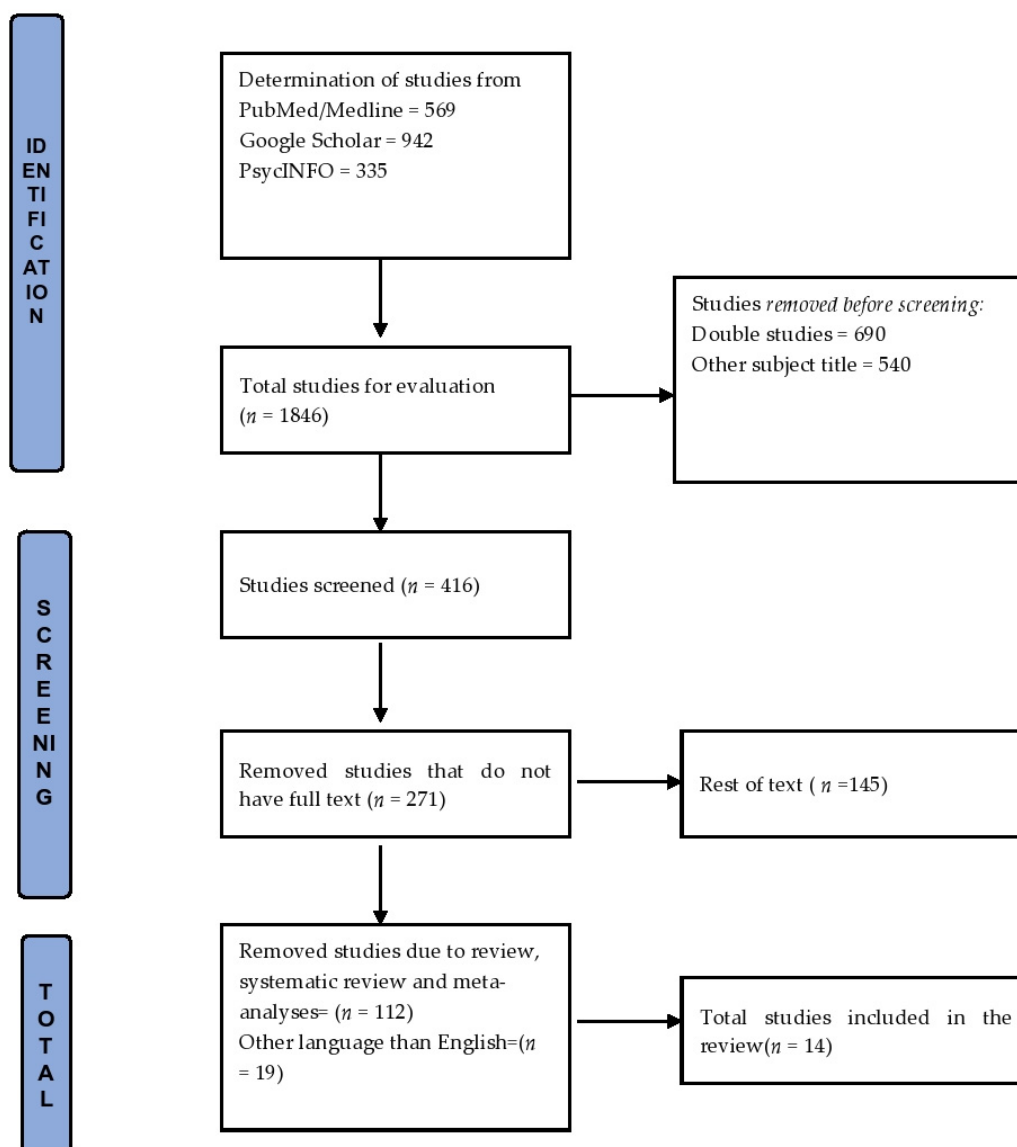 ID
EN
TI
FI
C
AT
IO
N
Determination of studies from
PubMed/Medline = 569
Google Scholar = 942
PsycINFO = 335
Studies removed before screening:
Double studies = 690
Other subject title = 540
Total studies for evaluation
(n = 1846)
S
C
R
E
E
NI
N
G
Studies screened (n = 416)
Removed studies that do not
have full text (n = 271)
Rest of text ( n =145)
T
O
T
A
L
Removed studies due to review,
systematic review and meta-
analyses= (n = 112)
Other language than English=(n
= 19)
Total studies included in the
review(n = 14)